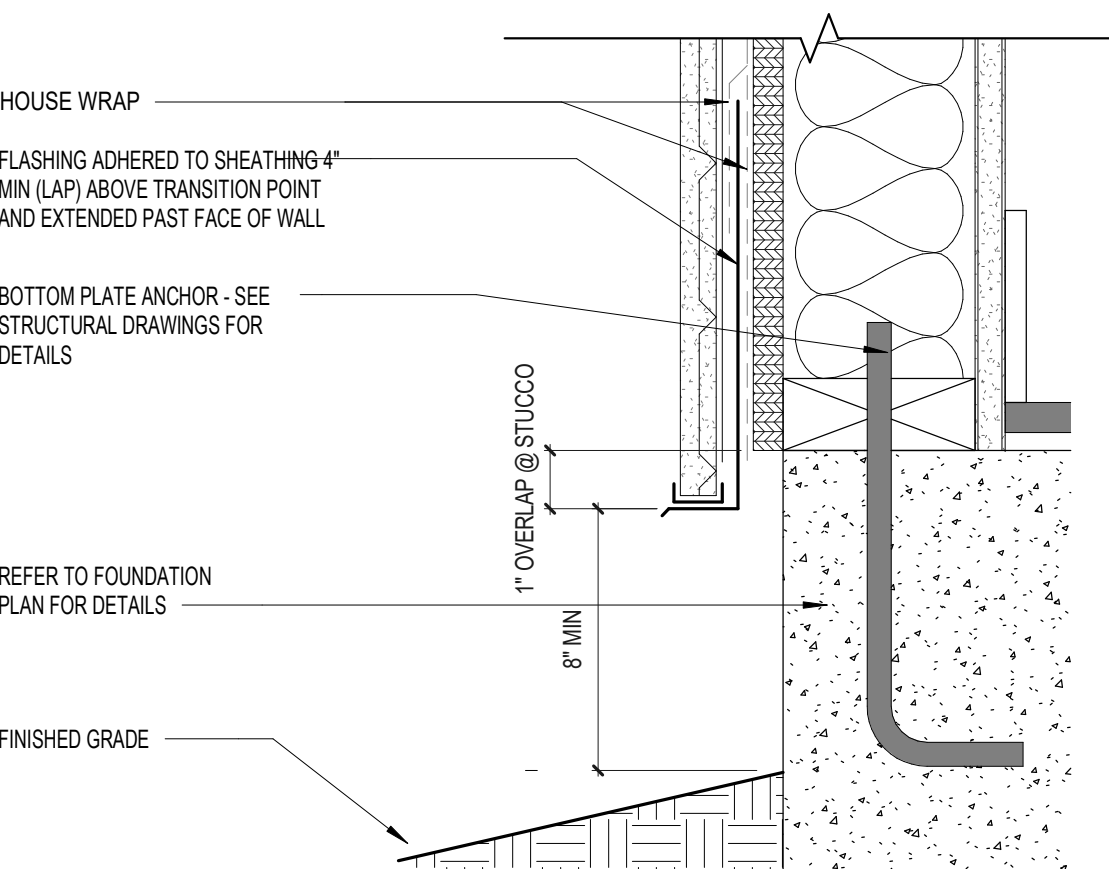 HOUSE WRAP
FLASHING ADHERED TO SHEATHING 4"
MIN (LAP) ABOVE TRANSITION POINT
AND EXTENDED PAST FACE OF WALL
BOTTOM PLATE ANCHOR - SEE
STRUCTURAL DRAWINGS FOR
DETAILS
1" OVERLAP @ STUCCO
REFER TO FOUNDATION
PLAN FOR DETAILS
8" MIN
FINISHED GRADE